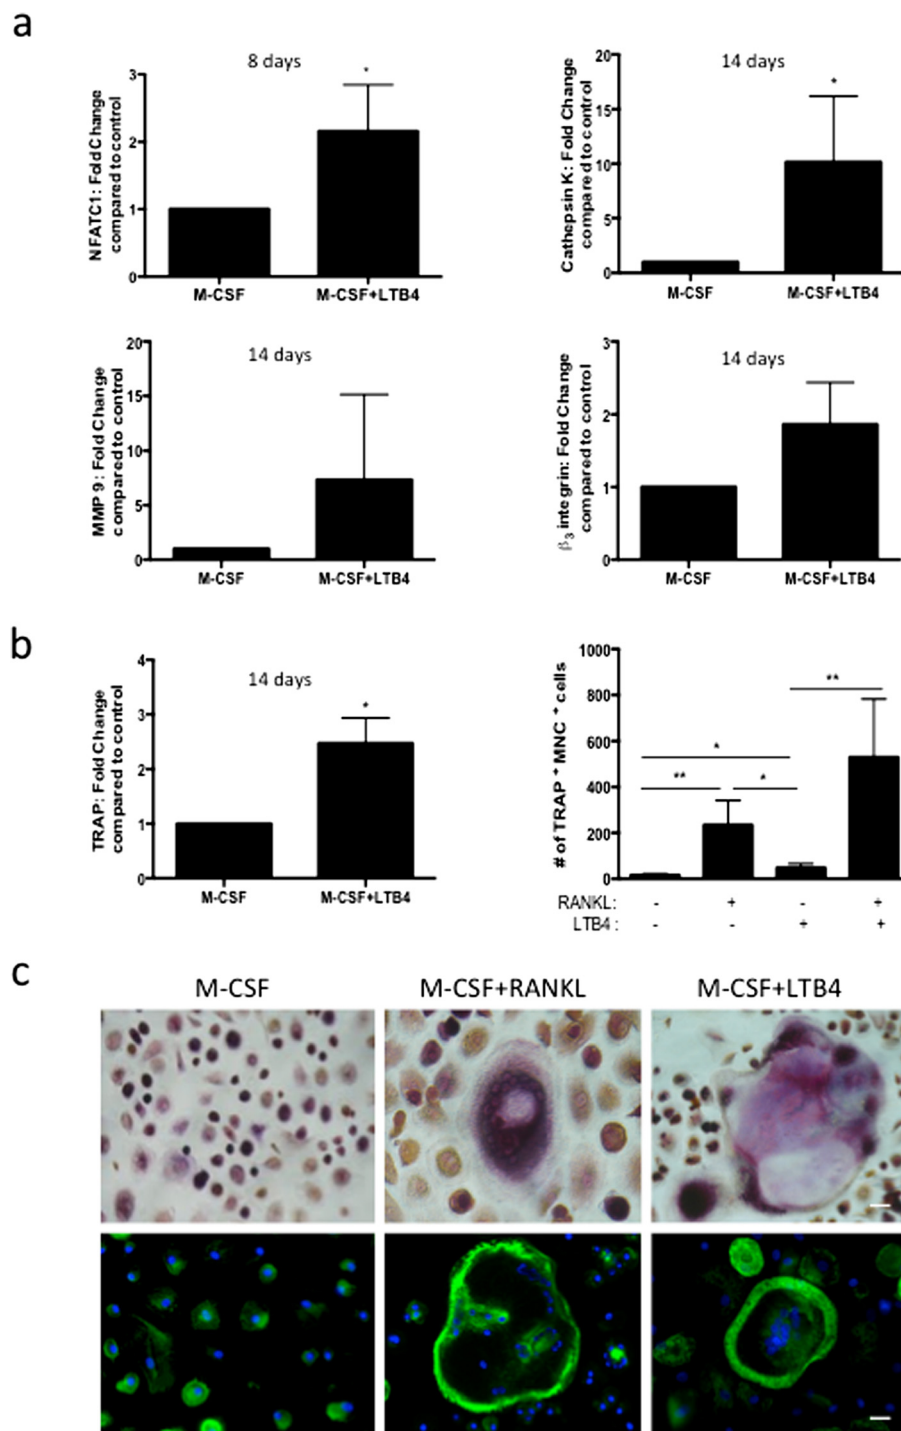 a
8 days
NFATC1: Fold Change
compared to control
3
2
1
0
*
M-CSF
M-CSF+LTB4
14 days
Cathepsin K: Fold Change
compared to control
20
15
10
5
0
*
M-CSF
M-CSF+LTB4
14 days
MMP 9: Fold Change
compared to control
20
15
10
5
0
M-CSF
M-CSF+LTB4
14 days
β3 integrin: Fold Change
compared to control
3
2
1
0
M-CSF
M-CSF+LTB4
b
14 days
TRAP: Fold Change
compared to control
4
3
2
1
0
*
M-CSF
M-CSF+LTB4
# of TRAP + MNC + cells
1000
800
600
400
200
0
**
*
** *
RANKL: - + - +
LTB4 : - - + +
c
M-CSF M-CSF+RANKL M-CSF+LTB4